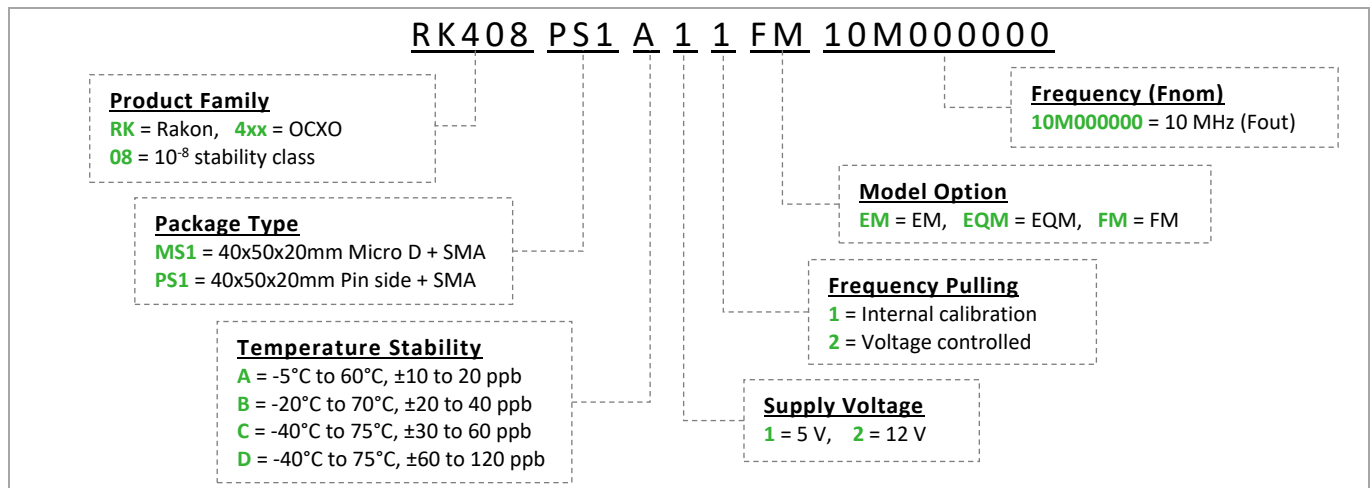 RK408 PS1 A 1 1 FM 10M000000
Product Family
RK = Rakon, 4xx = OCXO
08 = 10⁻⁸ stability class
Package Type
MS1 = 40x50x20mm Micro D + SMA
PS1 = 40x50x20mm Pin side + SMA
Temperature Stability
A = -5°C to 60°C, ±10 to 20 ppb
B = -20°C to 70°C, ±20 to 40 ppb
C = -40°C to 75°C, ±30 to 60 ppb
D = -40°C to 75°C, ±60 to 120 ppb
Frequency (Fnom)
10M000000 = 10 MHz (Fout)
Model Option
EM = EM, EQM = EQM, FM = FM
Frequency Pulling
1 = Internal calibration
2 = Voltage controlled
Supply Voltage
1 = 5 V, 2 = 12 V